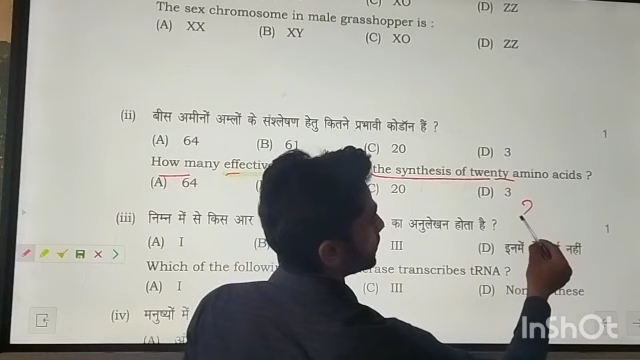 (C) XO (D) ZZ
The sex chromosome in male grasshopper is :
(A) XX (B) XY (C) XO (D) ZZ
(ii) बीस अमीनों अम्लों के संश्लेषण हेतु कितने प्रभावी कोडॉन हैं ? 1
(A) 64 (B) 61 (C) 20 (D) 3
How many effectiv the synthesis of twenty amino acids ?
(A) 64 20 (D) 3
?
(iii) निम्न में से किस आर का अनुलेखन होता है ? 1
(A) I (B) III (D) इनमें नहीं
Which of the followi erase transcribes tRNA ?
(A) I (C) III (D) Non these
(iv) मनुष्यों में
(A)
InShOt